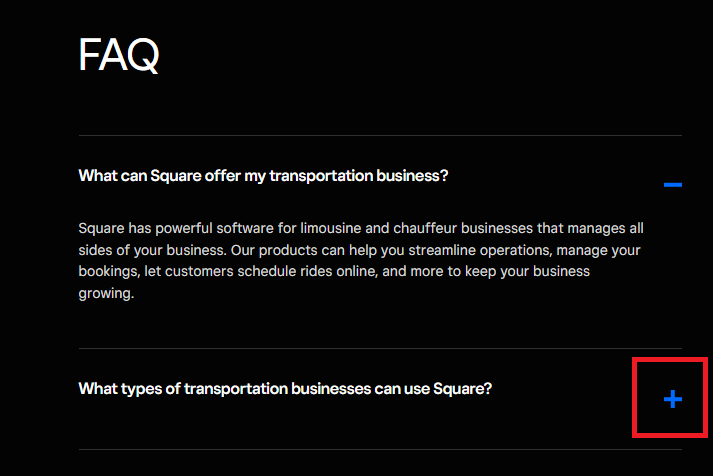 FAQ
What can Square offer my transportation business?
Square has powerful software for limousine and chauffeur businesses that manages all
sides of your business. Our products can help you streamline operations, manage your
bookings, let customers schedule rides online, and more to keep your business
growing.
What types of transportation businesses can use Square?